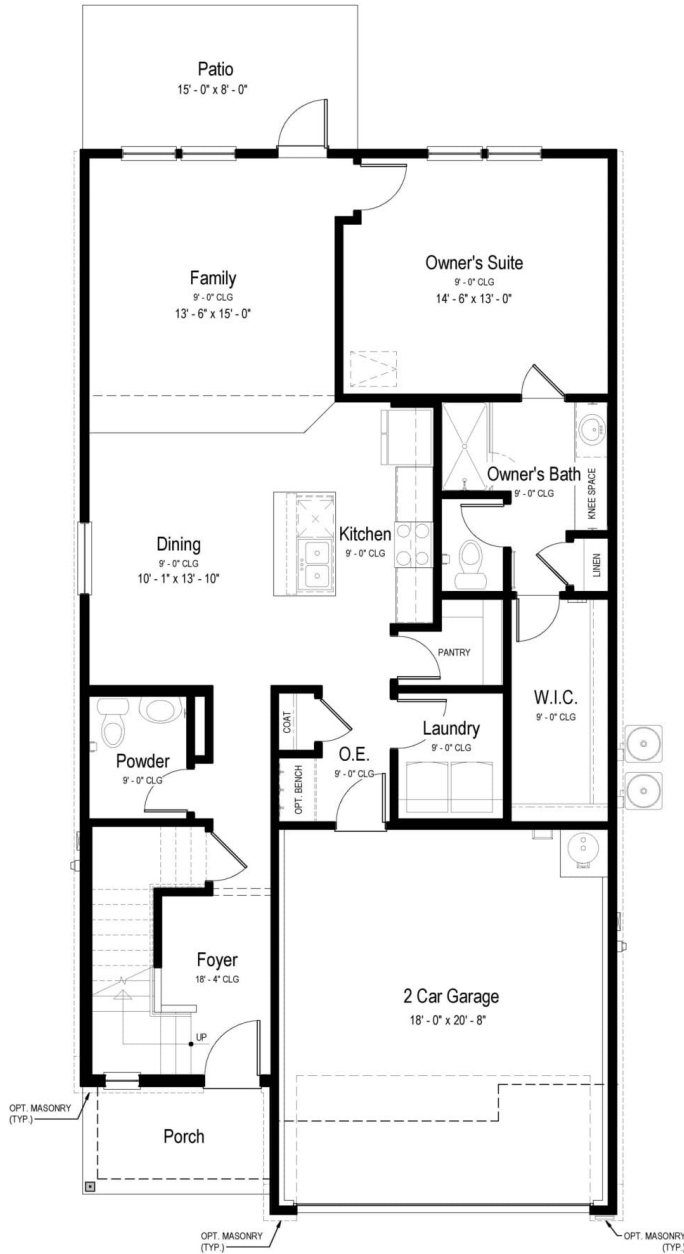 Patio
15' - 0" x 8' - 0"
Family
9' - 0" CLG
13' - 6" x 15' - 0"
Owner's Suite
9' - 0" CLG
14' - 6" x 13' - 0"
Owner's Bath
9' - 0" CLG
KNEE SPACE
Kitchen
9' - 0" CLG
Dining
9' - 0" CLG
10' - 1" x 13' - 10"
LINEN
PANTRY
W.I.C.
9' - 0" CLG
COAT
Laundry
9' - 0" CLG
O.E.
9' - 0" CLG
OPT. BENCH
Powder
9' - 0" CLG
Foyer
18' - 4" CLG
UP
2 Car Garage
18' - 0" x 20' - 8"
OPT. MASONRY
(TYP.)
Porch
OPT. MASONRY
(TYP.)
OPT. MASONRY
(TYP.)